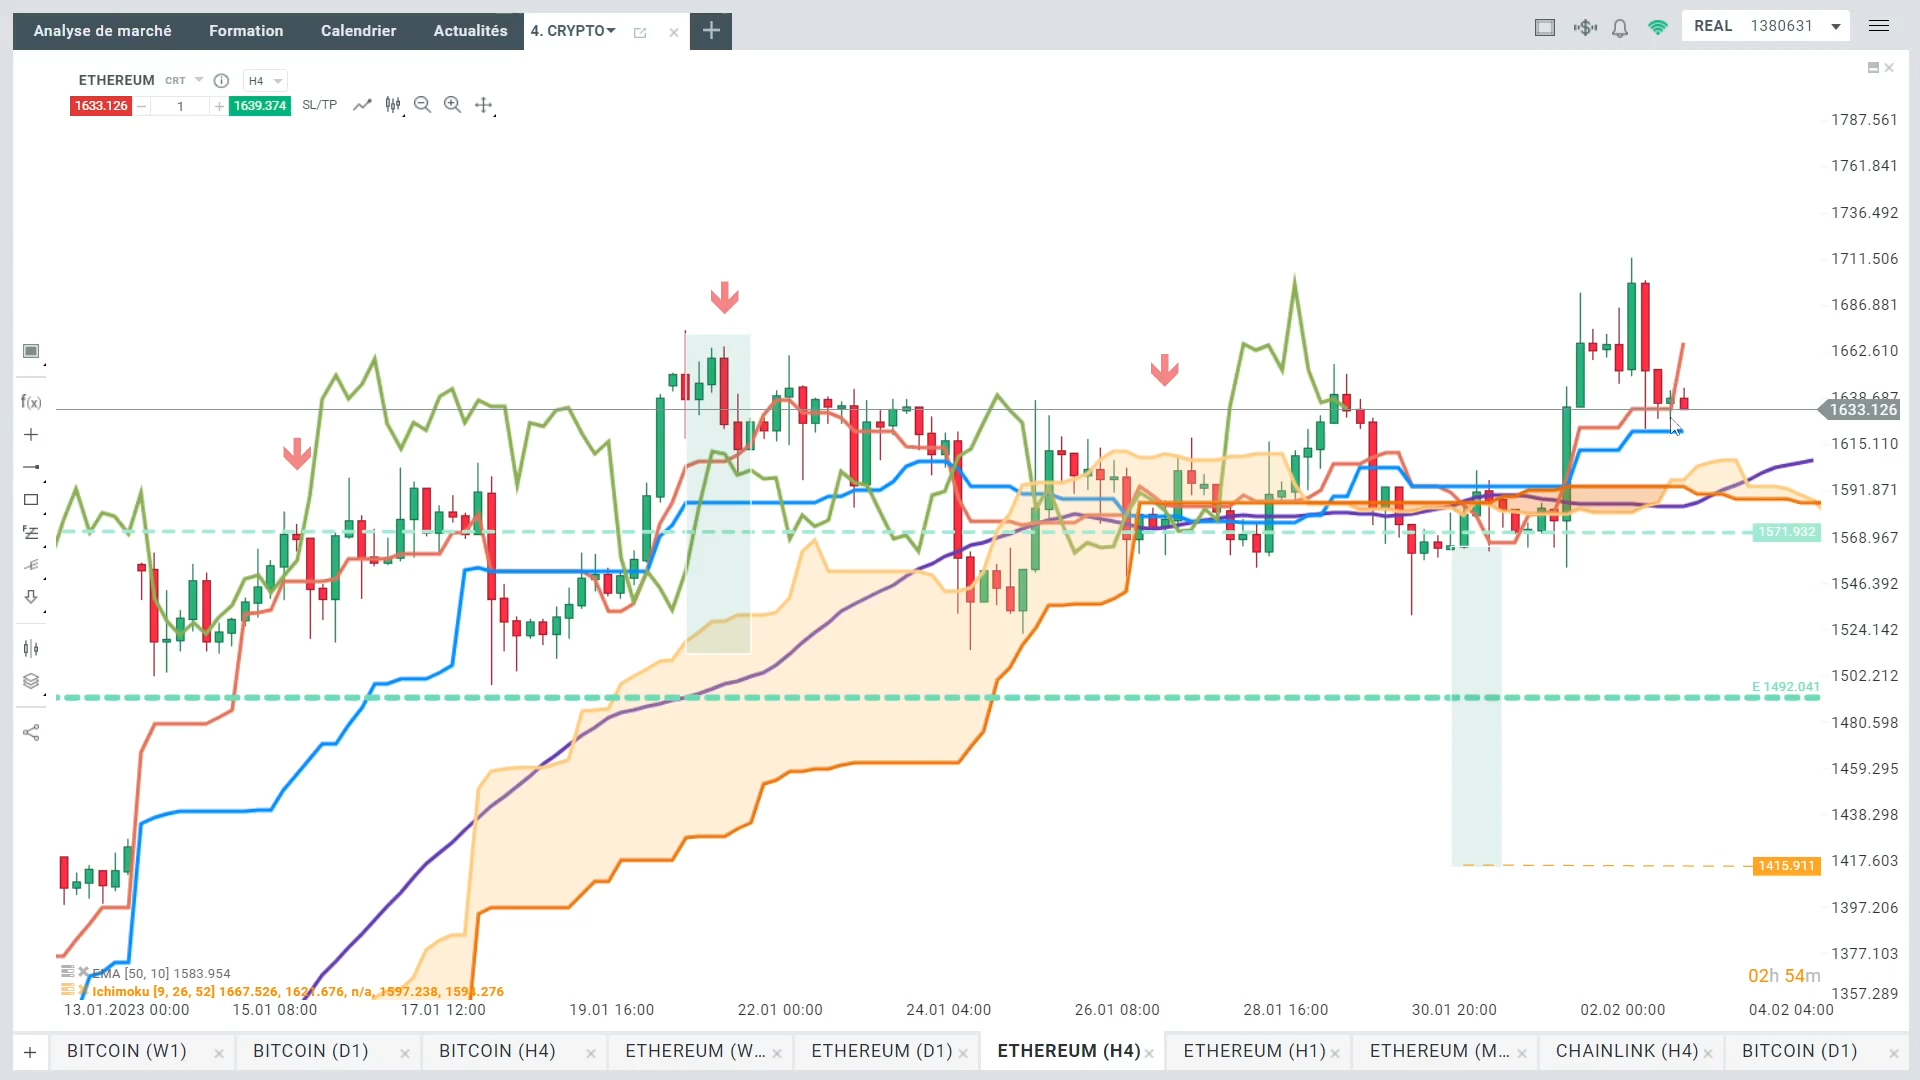 Analyse de marché Formation Calendrier Actualités 4. CRYPTO
REAL 1380631
ETHEREUM CRT H4
1633.126 1 1639.374 SL/TP
1787.561
1761.841
1736.492
1711.506
1686.881
1662.610
1638.687
1633.126
1615.110
1591.871
1571.932
1568.967
1546.392
1524.142
E 1492.041
1502.212
1480.598
1459.295
1438.298
1415.911
1417.603
1397.206
1377.103
1357.289
f(x)
EMA [50, 10] 1583.954
02h 54m
Ichimoku [9, 26, 52] 1667.526, 1621.676, n/a, 1597.238, 1594.276
13.01.2023 00:00 15.01 08:00 17.01 12:00 19.01 16:00 22.01 00:00 24.01 04:00 26.01 08:00 28.01 16:00 30.01 20:00 02.02 00:00 04.02 04:00
BITCOIN (W1) BITCOIN (D1) BITCOIN (H4) ETHEREUM (W... ETHEREUM (D1) ETHEREUM (H4) ETHEREUM (H1) ETHEREUM (M... CHAINLINK (H4) BITCOIN (D1)